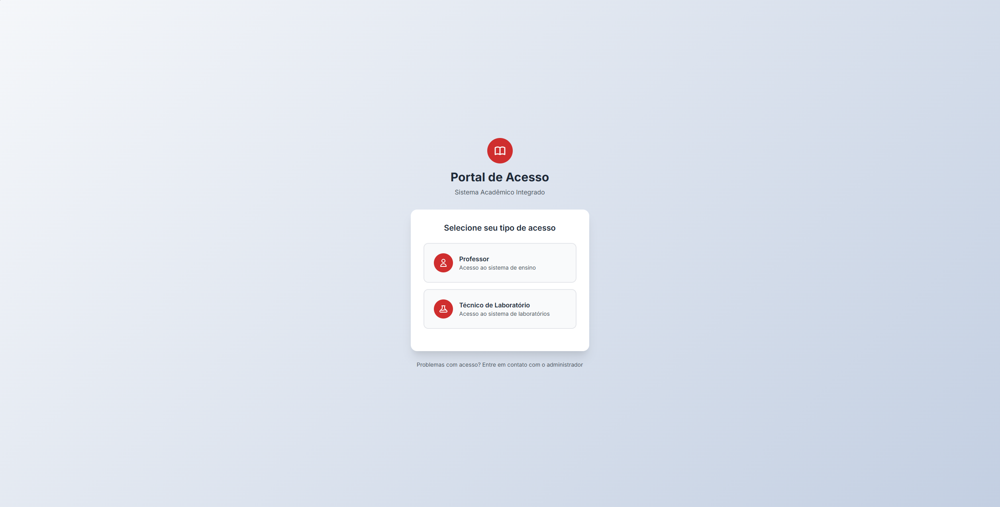 Portal de Acesso
Sistema Acadêmico Integrado
Selecione seu tipo de acesso
Professor
Acesso ao sistema de ensino
Técnico de Laboratório
Acesso ao sistema de laboratórios
Problemas com acesso? Entre em contato com o administrador